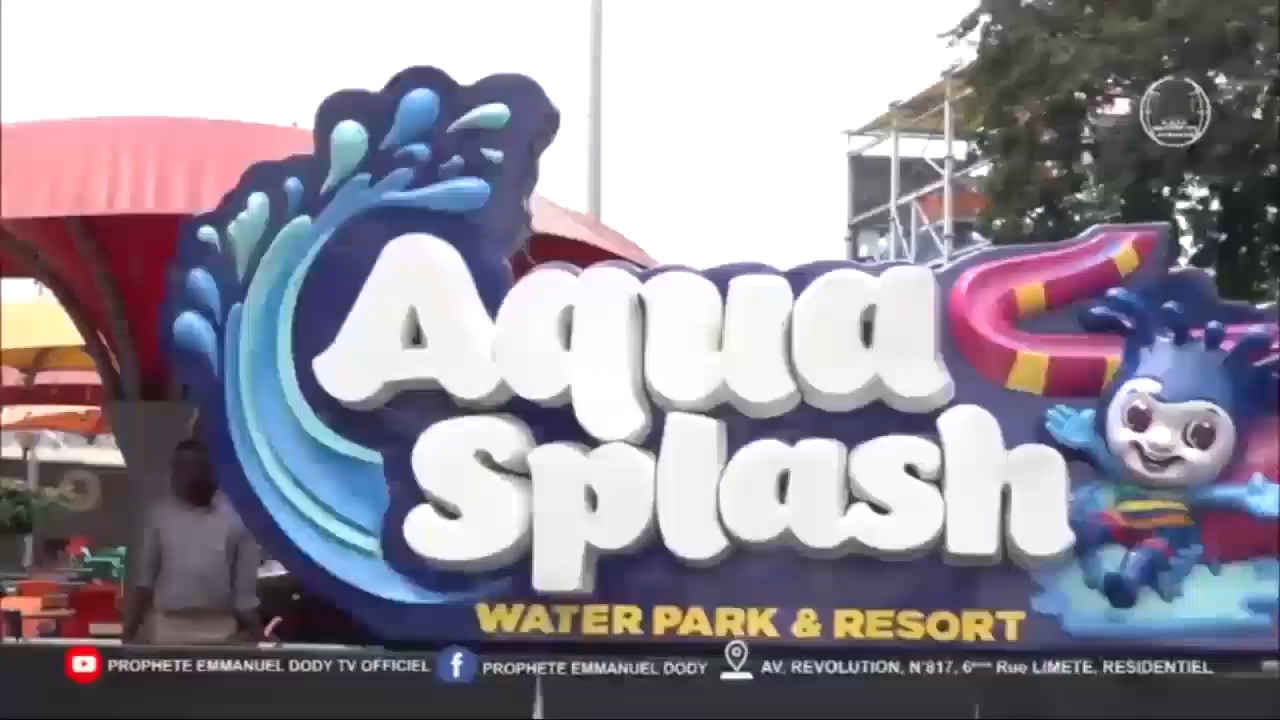 Aqua
Splash
WATER PARK & RESORT
PROPHETE EMMANUEL DODY TV OFFICIEL
PROPHETE EMMANUEL DODY
AV. REVOLUTION, N°817, 6ème Rue LIMETE, RESIDENTIEL